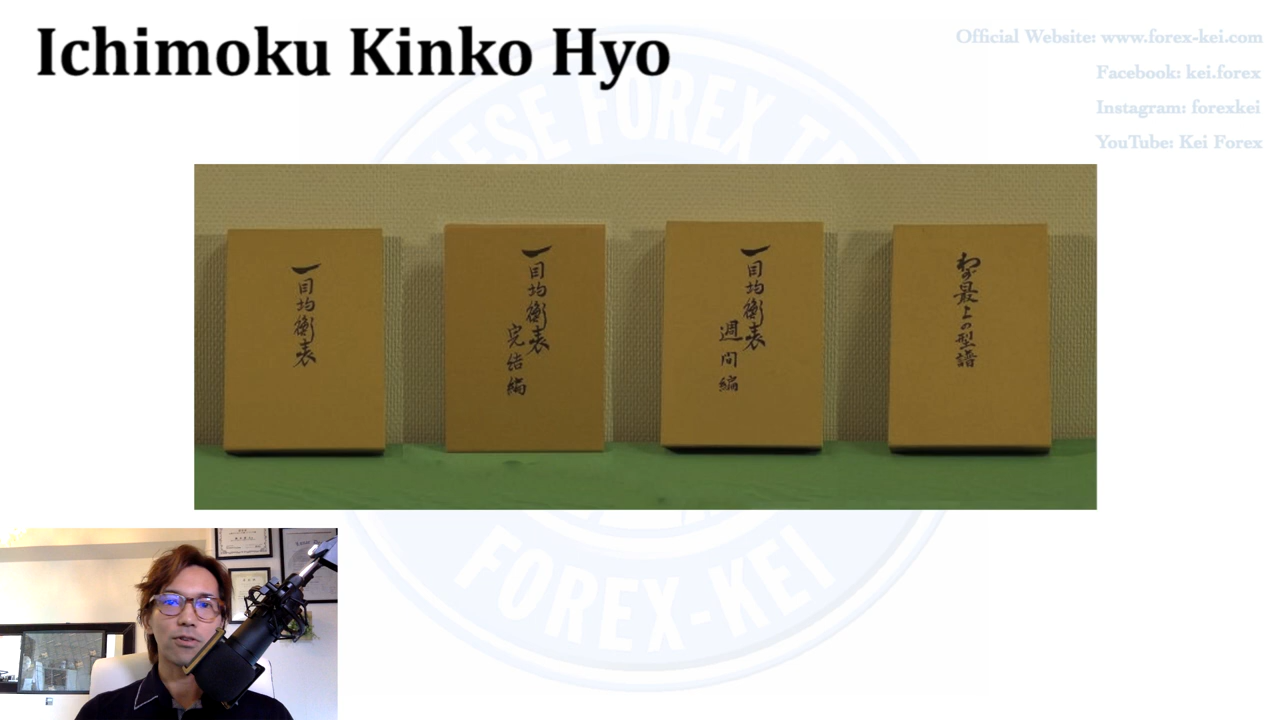 Ichimoku Kinko Hyo
Official Website: www.forex-kei.com
Facebook: kei.forex
Instagram: forexkei
YouTube: Kei Forex
一目均衡表
一目均衡表
完結編
一目均衡表
週間編
わが最上の型譜
FOREX-KEI